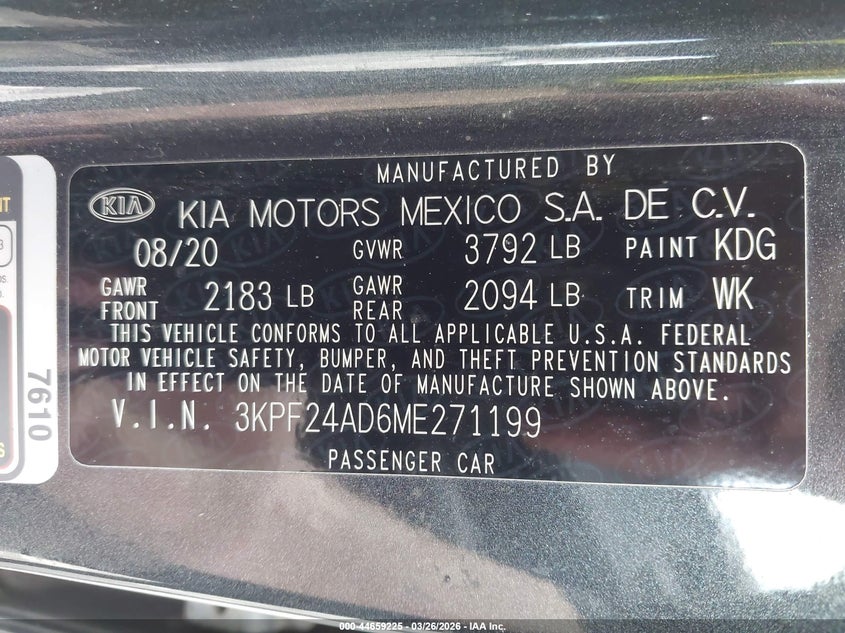 MANUFACTURED BY
KIA
KIA MOTORS MEXICO S.A. DE C.V.
08/20 GVWR 3792 LB PAINT KDG
GAWR FRONT 2183 LB GAWR REAR 2094 LB TRIM WK
THIS VEHICLE CONFORMS TO ALL APPLICABLE U.S.A. FEDERAL
MOTOR VEHICLE SAFETY, BUMPER, AND THEFT PREVENTION STANDARDS
IN EFFECT ON THE DATE OF MANUFACTURE SHOWN ABOVE.
V.I.N. 3KPF24AD6ME271199
PASSENGER CAR
7610
000-44659225 - 03/26/2026 - IAA Inc.